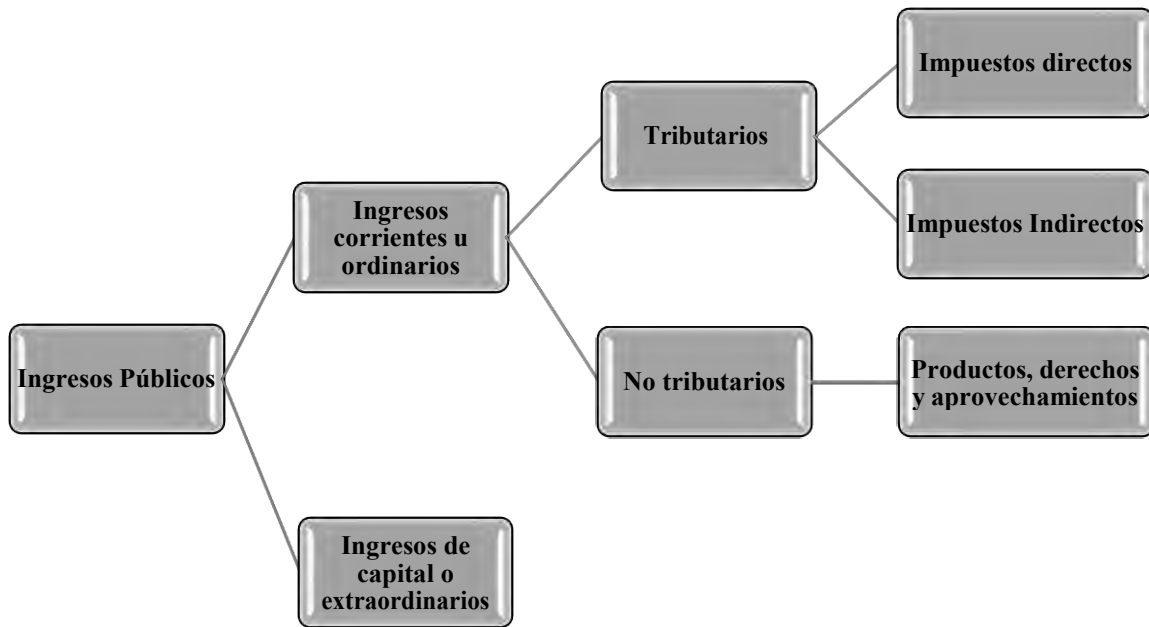 Impuestos directos
Tributarios
Impuestos Indirectos
Ingresos
corrientes u
ordinarios
Ingresos Públicos
No tributarios
Productos, derechos
y aprovechamientos
Ingresos de
capital o
extraordinarios